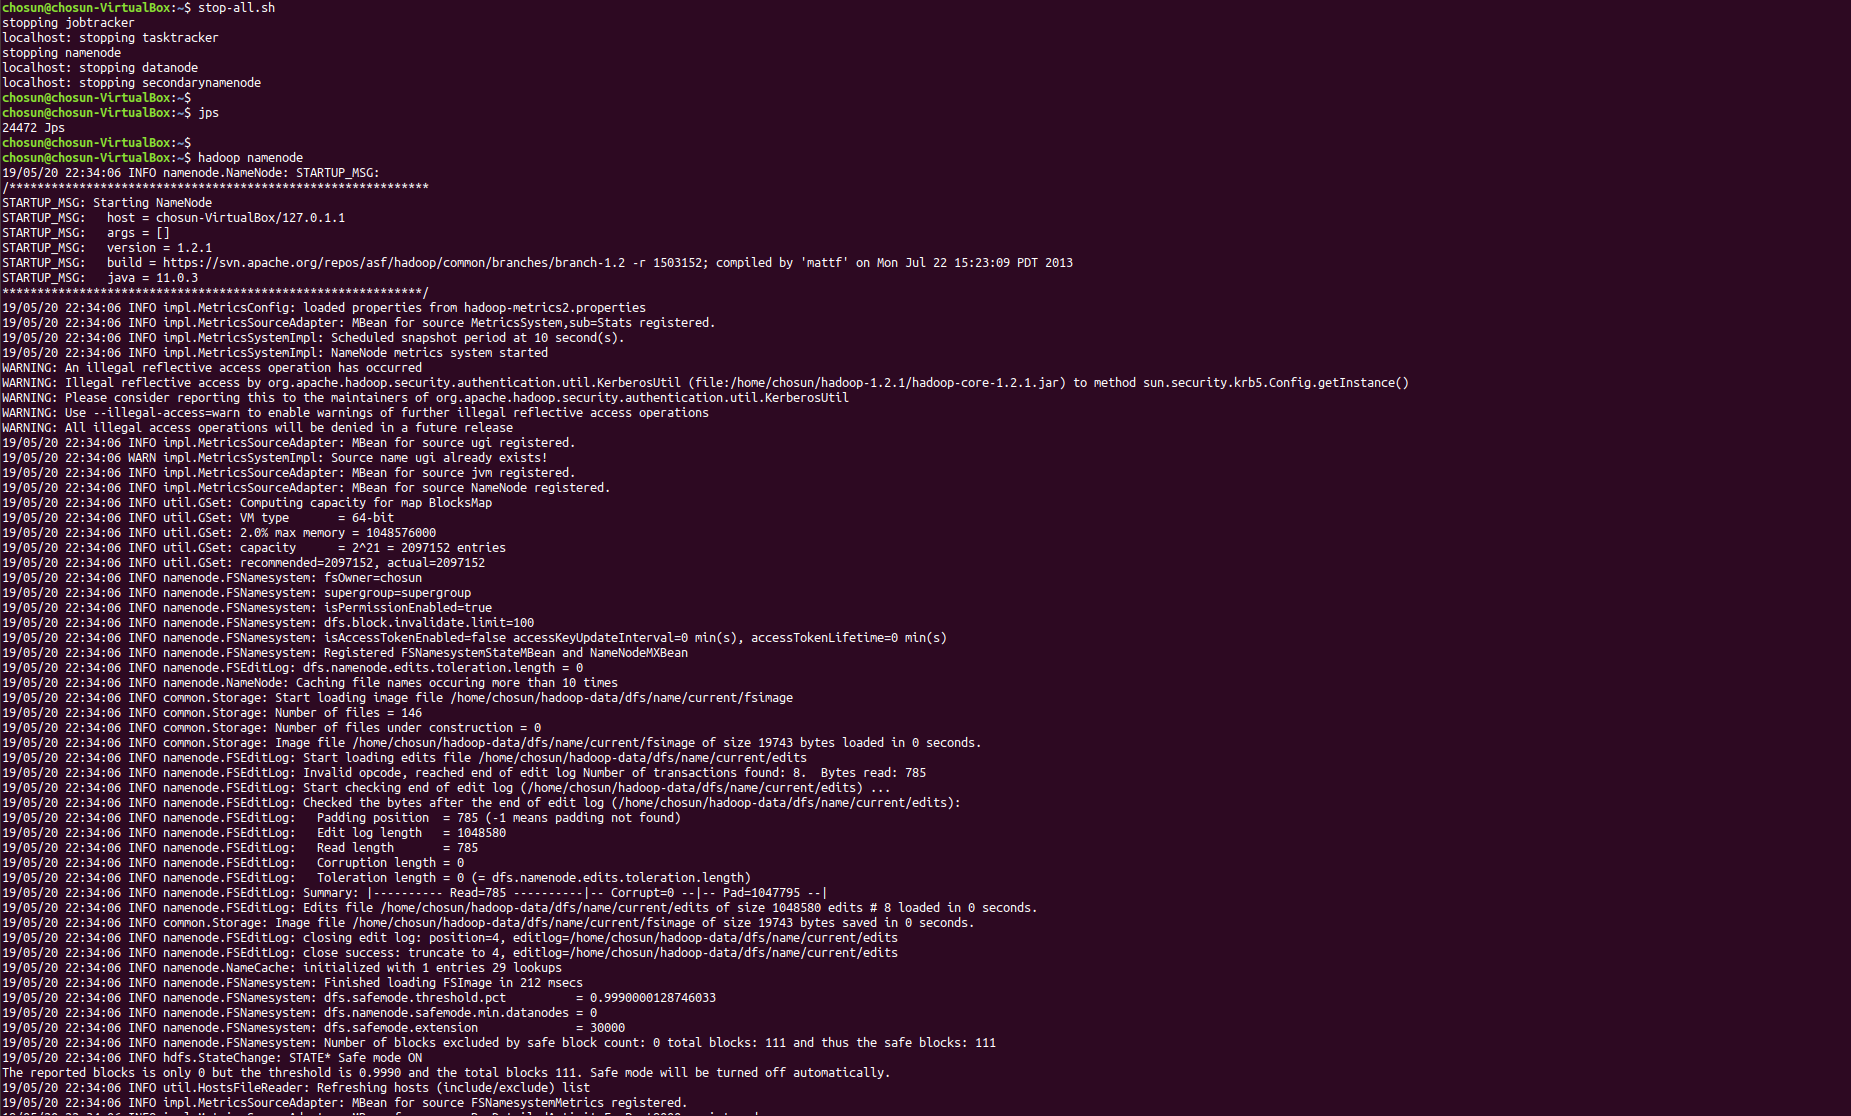 chosun@chosun-VirtualBox:~$ stop-all.sh
stopping jobtracker
localhost: stopping tasktracker
stopping namenode
localhost: stopping datanode
localhost: stopping secondarynamenode
chosun@chosun-VirtualBox:~$
chosun@chosun-VirtualBox:~$ jps
24472 Jps
chosun@chosun-VirtualBox:~$
chosun@chosun-VirtualBox:~$ hadoop namenode
19/05/20 22:34:06 INFO namenode.NameNode: STARTUP_MSG:
/************************************************************
STARTUP_MSG: Starting NameNode
STARTUP_MSG:   host = chosun-VirtualBox/127.0.1.1
STARTUP_MSG:   args = []
STARTUP_MSG:   version = 1.2.1
STARTUP_MSG:   build = https://svn.apache.org/repos/asf/hadoop/common/branches/branch-1.2 -r 1503152; compiled by 'mattf' on Mon Jul 22 15:23:09 PDT 2013
STARTUP_MSG:   java = 11.0.3
************************************************************/
19/05/20 22:34:06 INFO impl.MetricsConfig: loaded properties from hadoop-metrics2.properties
19/05/20 22:34:06 INFO impl.MetricsSourceAdapter: MBean for source MetricsSystem,sub=Stats registered.
19/05/20 22:34:06 INFO impl.MetricsSystemImpl: Scheduled snapshot period at 10 second(s).
19/05/20 22:34:06 INFO impl.MetricsSystemImpl: NameNode metrics system started
WARNING: An illegal reflective access operation has occurred
WARNING: Illegal reflective access by org.apache.hadoop.security.authentication.util.KerberosUtil (file:/home/chosun/hadoop-1.2.1/hadoop-core-1.2.1.jar) to method sun.security.krb5.Config.getInstance()
WARNING: Please consider reporting this to the maintainers of org.apache.hadoop.security.authentication.util.KerberosUtil
WARNING: Use --illegal-access=warn to enable warnings of further illegal reflective access operations
WARNING: All illegal access operations will be denied in a future release
19/05/20 22:34:06 INFO impl.MetricsSourceAdapter: MBean for source ugi registered.
19/05/20 22:34:06 WARN impl.MetricsSystemImpl: Source name ugi already exists!
19/05/20 22:34:06 INFO impl.MetricsSourceAdapter: MBean for source jvm registered.
19/05/20 22:34:06 INFO impl.MetricsSourceAdapter: MBean for source NameNode registered.
19/05/20 22:34:06 INFO util.GSet: Computing capacity for map BlocksMap
19/05/20 22:34:06 INFO util.GSet: VM type       = 64-bit
19/05/20 22:34:06 INFO util.GSet: 2.0% max memory = 1048576000
19/05/20 22:34:06 INFO util.GSet: capacity      = 2^21 = 2097152 entries
19/05/20 22:34:06 INFO util.GSet: recommended=2097152, actual=2097152
19/05/20 22:34:06 INFO namenode.FSNamesystem: fsOwner=chosun
19/05/20 22:34:06 INFO namenode.FSNamesystem: supergroup=supergroup
19/05/20 22:34:06 INFO namenode.FSNamesystem: isPermissionEnabled=true
19/05/20 22:34:06 INFO namenode.FSNamesystem: dfs.block.invalidate.limit=100
19/05/20 22:34:06 INFO namenode.FSNamesystem: isAccessTokenEnabled=false accessKeyUpdateInterval=0 min(s), accessTokenLifetime=0 min(s)
19/05/20 22:34:06 INFO namenode.FSNamesystem: Registered FSNamesystemStateMBean and NameNodeMXBean
19/05/20 22:34:06 INFO namenode.FSEditLog: dfs.namenode.edits.toleration.length = 0
19/05/20 22:34:06 INFO namenode.NameNode: Caching file names occuring more than 10 times
19/05/20 22:34:06 INFO common.Storage: Start loading image file /home/chosun/hadoop-data/dfs/name/current/fsimage
19/05/20 22:34:06 INFO common.Storage: Number of files = 146
19/05/20 22:34:06 INFO common.Storage: Number of files under construction = 0
19/05/20 22:34:06 INFO common.Storage: Image file /home/chosun/hadoop-data/dfs/name/current/fsimage of size 19743 bytes loaded in 0 seconds.
19/05/20 22:34:06 INFO namenode.FSEditLog: Start loading edits file /home/chosun/hadoop-data/dfs/name/current/edits
19/05/20 22:34:06 INFO namenode.FSEditLog: Invalid opcode, reached end of edit log Number of transactions found: 8.  Bytes read: 785
19/05/20 22:34:06 INFO namenode.FSEditLog: Start checking end of edit log (/home/chosun/hadoop-data/dfs/name/current/edits) ...
19/05/20 22:34:06 INFO namenode.FSEditLog: Checked the bytes after the end of edit log (/home/chosun/hadoop-data/dfs/name/current/edits):
19/05/20 22:34:06 INFO namenode.FSEditLog:   Padding position  = 785 (-1 means padding not found)
19/05/20 22:34:06 INFO namenode.FSEditLog:   Edit log length   = 1048580
19/05/20 22:34:06 INFO namenode.FSEditLog:   Read length       = 785
19/05/20 22:34:06 INFO namenode.FSEditLog:   Corruption length = 0
19/05/20 22:34:06 INFO namenode.FSEditLog:   Toleration length = 0 (= dfs.namenode.edits.toleration.length)
19/05/20 22:34:06 INFO namenode.FSEditLog: Summary: |---------- Read=785 ----------|-- Corrupt=0 --|-- Pad=1047795 --|
19/05/20 22:34:06 INFO namenode.FSEditLog: Edits file /home/chosun/hadoop-data/dfs/name/current/edits of size 1048580 edits # 8 loaded in 0 seconds.
19/05/20 22:34:06 INFO common.Storage: Image file /home/chosun/hadoop-data/dfs/name/current/fsimage of size 19743 bytes saved in 0 seconds.
19/05/20 22:34:06 INFO namenode.FSEditLog: closing edit log: position=4, editlog=/home/chosun/hadoop-data/dfs/name/current/edits
19/05/20 22:34:06 INFO namenode.FSEditLog: close success: truncate to 4, editlog=/home/chosun/hadoop-data/dfs/name/current/edits
19/05/20 22:34:06 INFO namenode.NameCache: initialized with 1 entries 29 lookups
19/05/20 22:34:06 INFO namenode.FSNamesystem: Finished loading FSImage in 212 msecs
19/05/20 22:34:06 INFO namenode.FSNamesystem: dfs.safemode.threshold.pct          = 0.9990000128746033
19/05/20 22:34:06 INFO namenode.FSNamesystem: dfs.namenode.safemode.min.datanodes = 0
19/05/20 22:34:06 INFO namenode.FSNamesystem: dfs.safemode.extension              = 30000
19/05/20 22:34:06 INFO namenode.FSNamesystem: Number of blocks excluded by safe block count: 0 total blocks: 111 and thus the safe blocks: 111
19/05/20 22:34:06 INFO hdfs.StateChange: STATE* Safe mode ON
The reported blocks is only 0 but the threshold is 0.9990 and the total blocks 111. Safe mode will be turned off automatically.
19/05/20 22:34:06 INFO util.HostsFileReader: Refreshing hosts (include/exclude) list
19/05/20 22:34:06 INFO impl.MetricsSourceAdapter: MBean for source FSNamesystemMetrics registered.